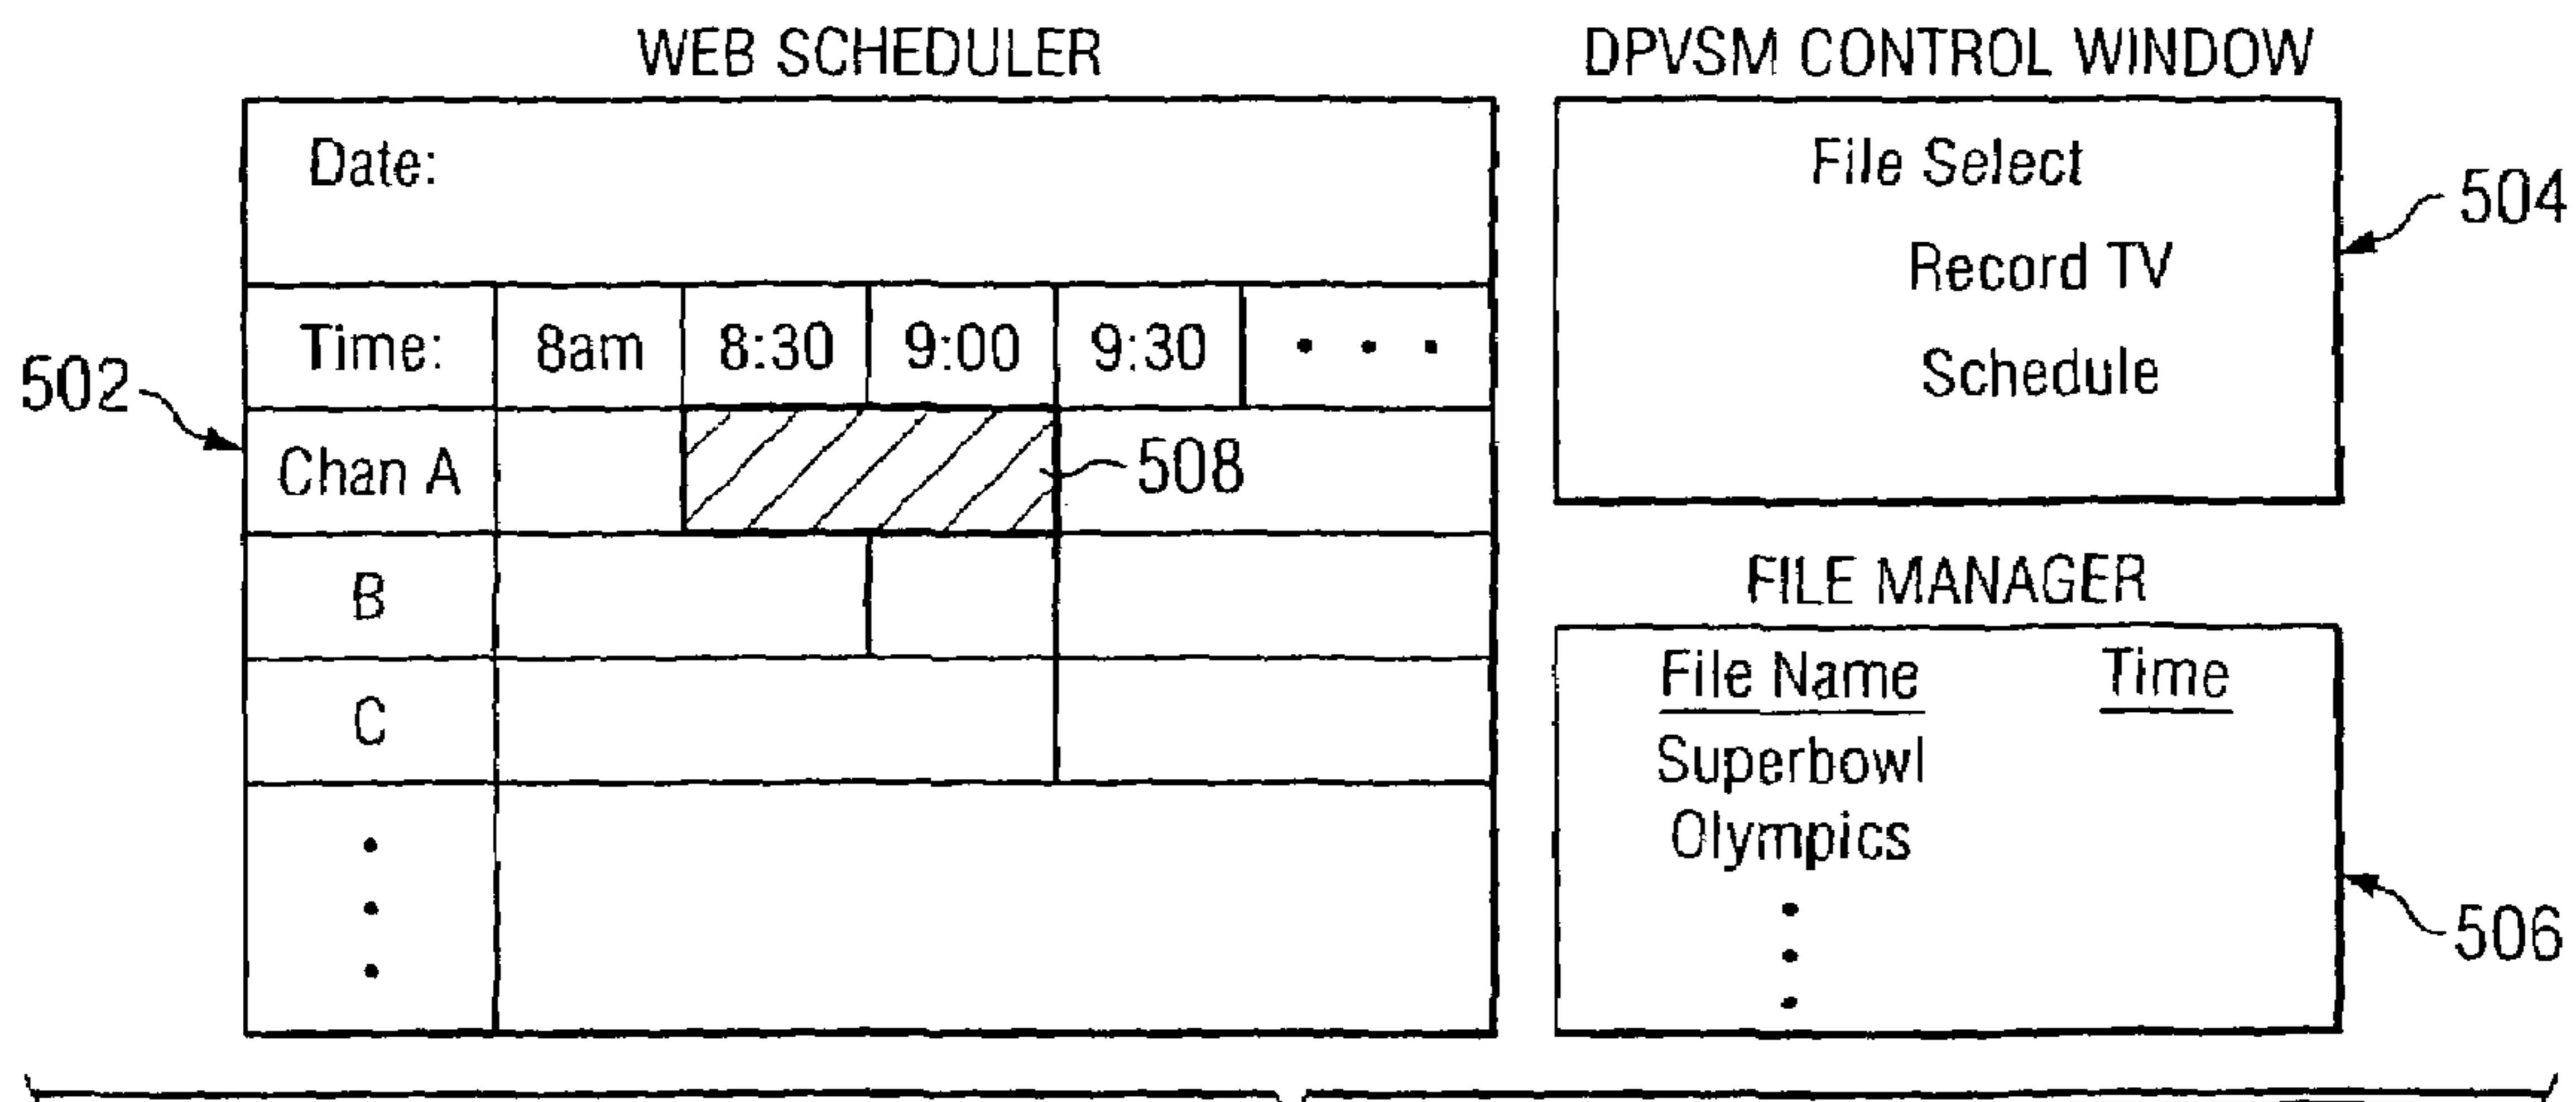 WEB SCHEDULER
Date:
Time: 8am 8:30 9:00 9:30 . . .
502
Chan A
508
B
C
DPVSM CONTROL WINDOW
File Select
Record TV
Schedule
504
FILE MANAGER
File Name Time
Superbowl
Olympics
506